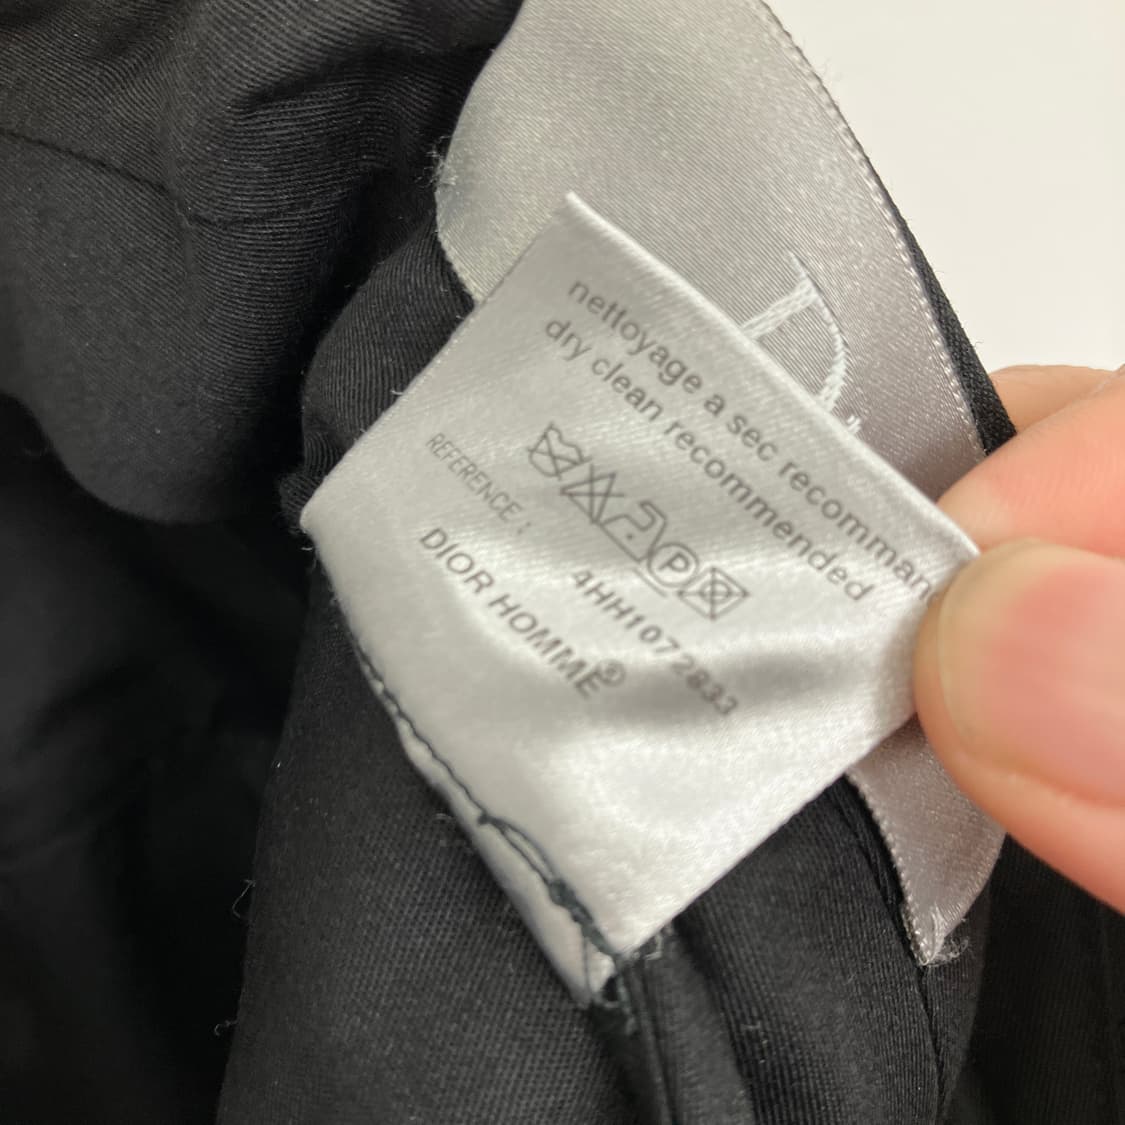 nettoyage a sec recomman
dry clean recommended
P
REFERENCE : 4HH1072833
DIOR HOMME®
D